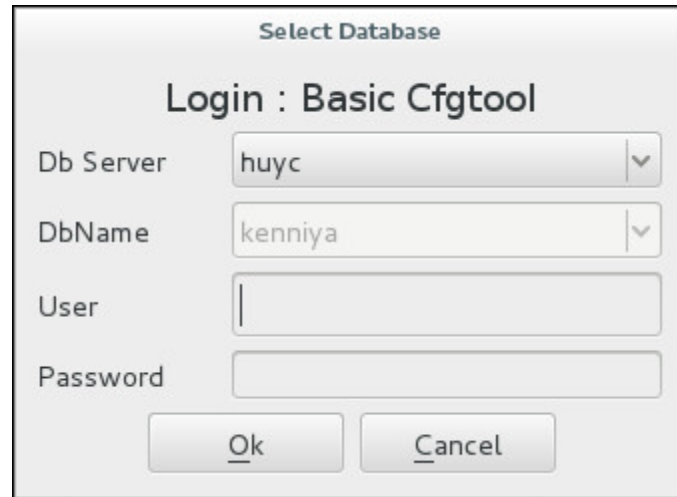 Select Database
Login : Basic Cfgtool
Db Server huyc
DbName kenniya
User
Password
Ok Cancel